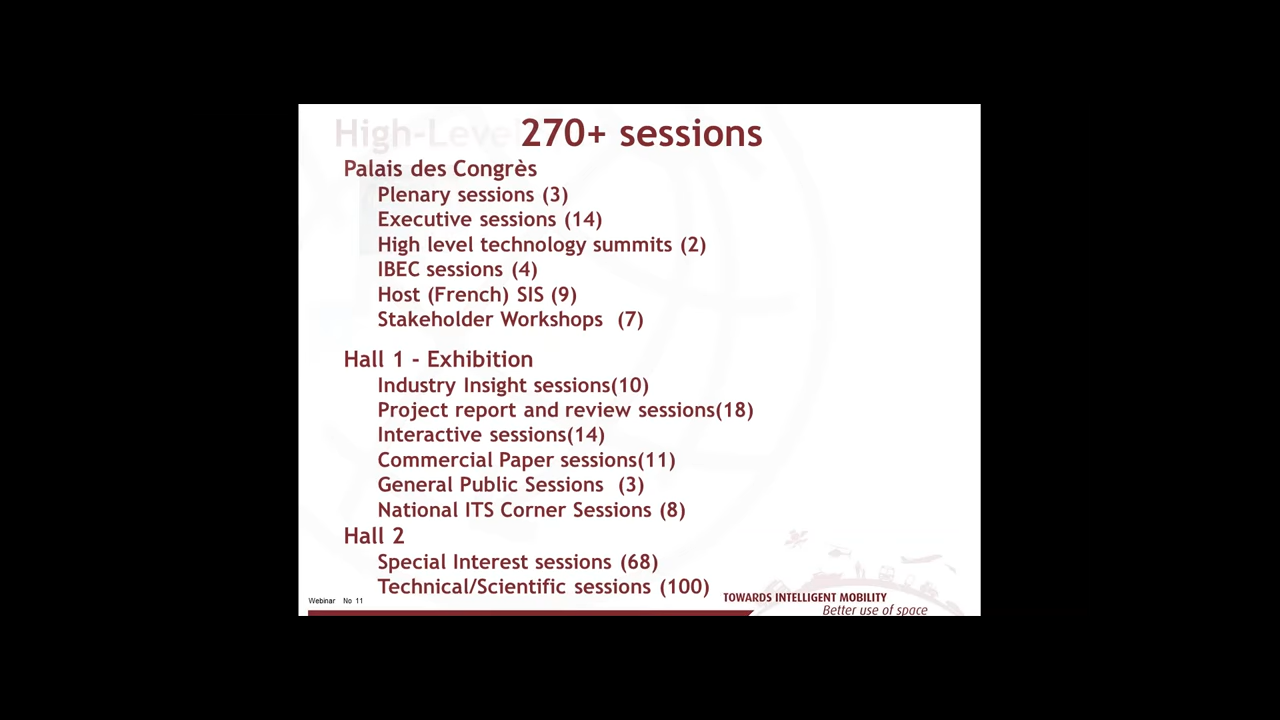 High-Leve 270+ sessions
Palais des Congrès
Plenary sessions (3)
Executive sessions (14)
High level technology summits (2)
IBEC sessions (4)
Host (French) SIS (9)
Stakeholder Workshops (7)
Hall 1 - Exhibition
Industry Insight sessions(10)
Project report and review sessions(18)
Interactive sessions(14)
Commercial Paper sessions(11)
General Public Sessions (3)
National ITS Corner Sessions (8)
Hall 2
Special Interest sessions (68)
Technical/Scientific sessions (100)
TOWARDS INTELLIGENT MOBILITY
Webinar No 11
Better use of space